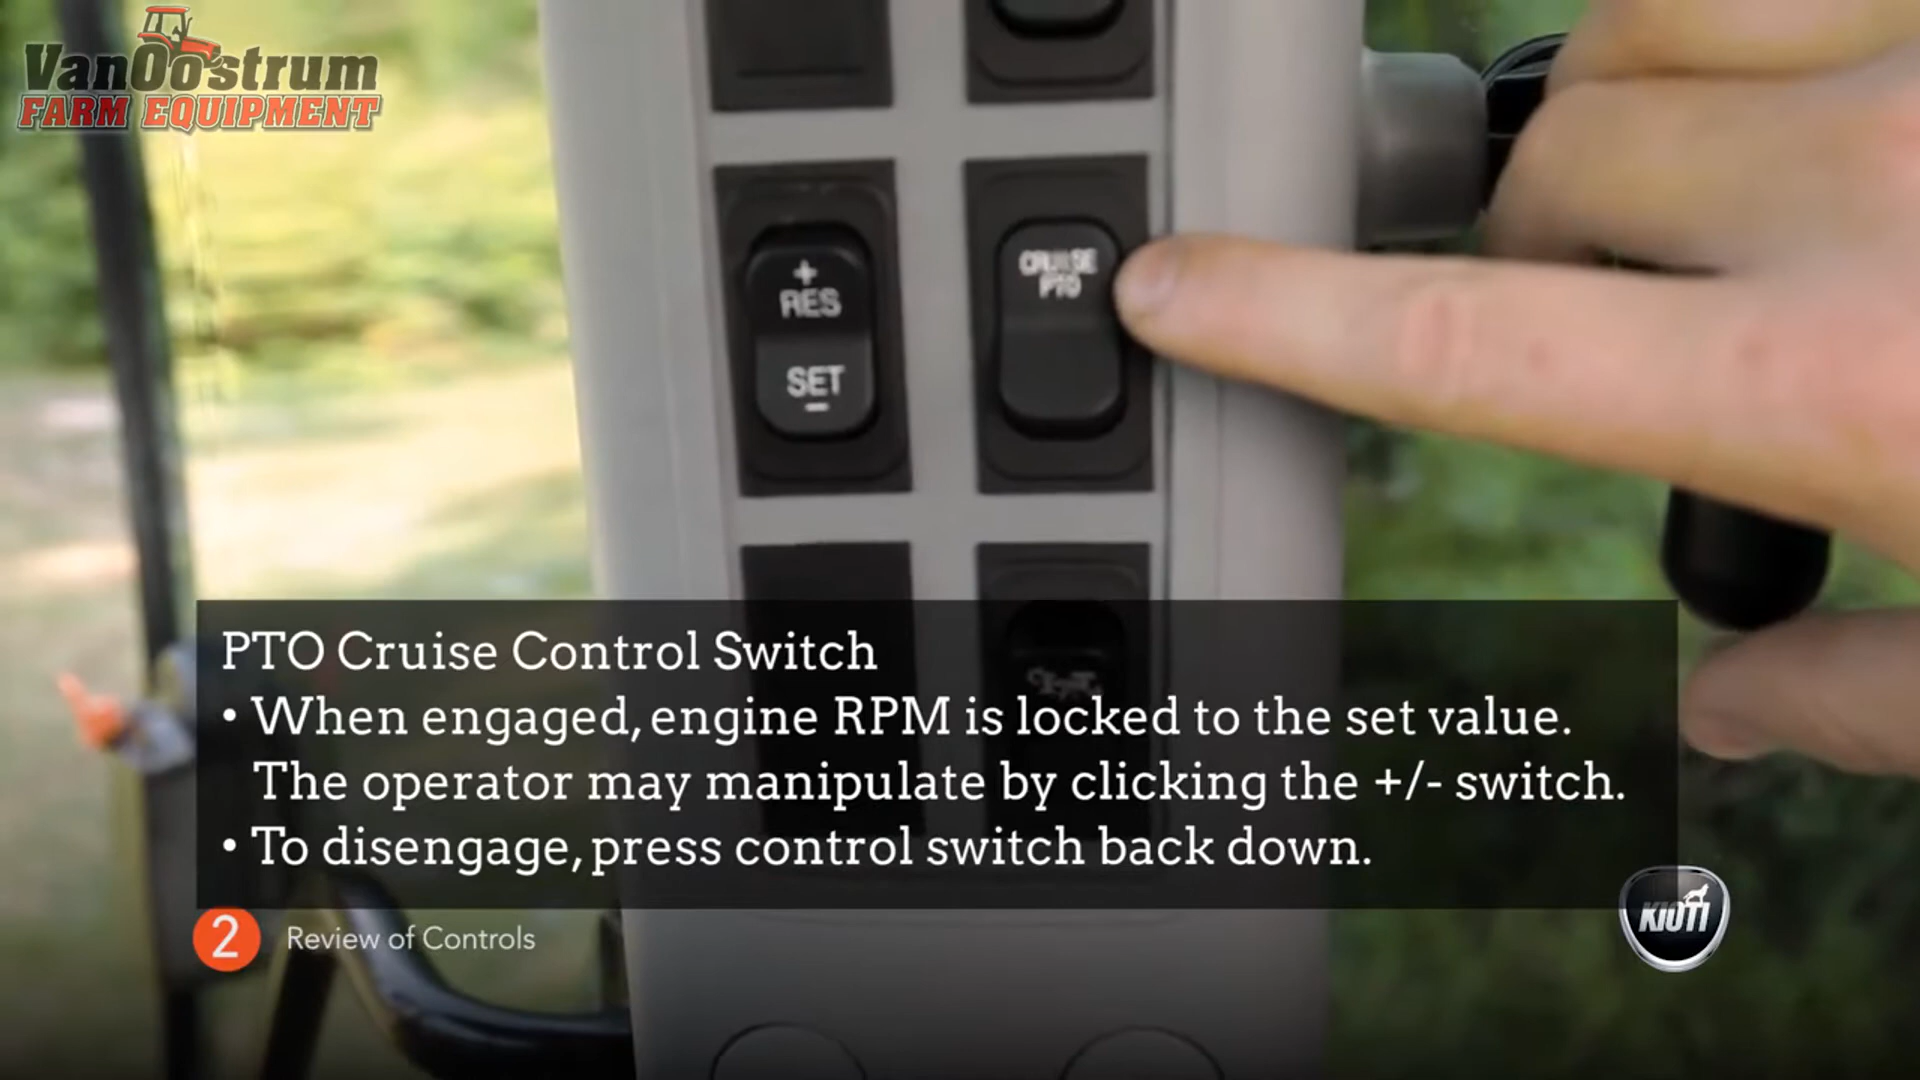 VanOostrum
FARM EQUIPMENT
+
RES
SET
-
CRUISE
PTO
PTO Cruise Control Switch
• When engaged, engine RPM is locked to the set value.
The operator may manipulate by clicking the +/- switch.
• To disengage, press control switch back down.
2 Review of Controls
KIOTI